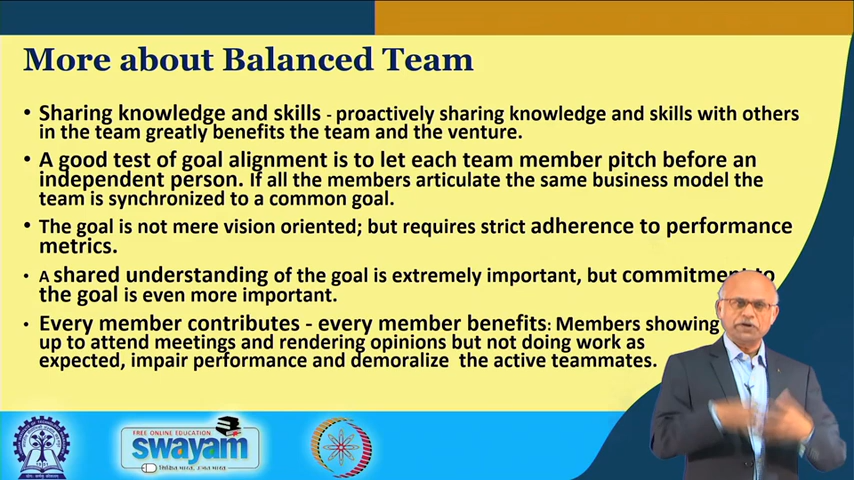 More about Balanced Team
• Sharing knowledge and skills - proactively sharing knowledge and skills with others
in the team greatly benefits the team and the venture.
• A good test of goal alignment is to let each team member pitch before an
independent person. If all the members articulate the same business model the
team is synchronized to a common goal.
• The goal is not mere vision oriented; but requires strict adherence to performance
metrics.
• A shared understanding of the goal is extremely important, but commitment to
the goal is even more important.
• Every member contributes - every member benefits: Members showing
up to attend meetings and rendering opinions but not doing work as
expected, impair performance and demoralize the active teammates.
FREE ONLINE EDUCATION
swayam
शिक्षित भारत, उन्नत भारत